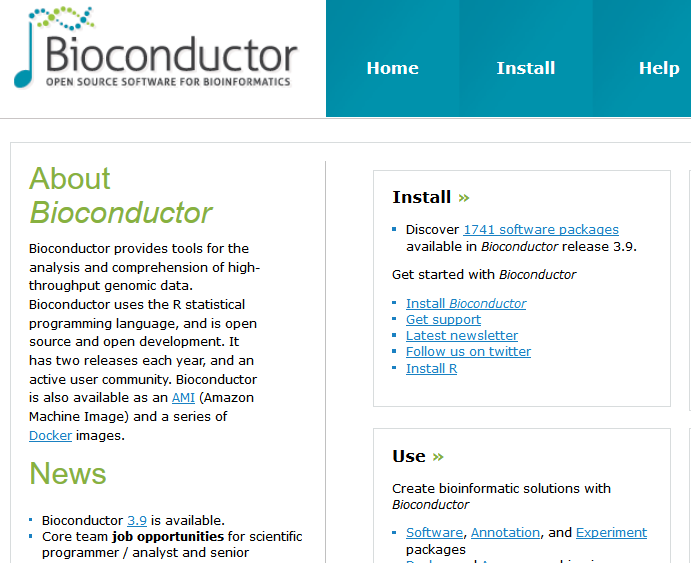 Bioconductor
OPEN SOURCE SOFTWARE FOR BIOINFORMATICS
Home
Install
Help
About
Bioconductor
Bioconductor provides tools for the
analysis and comprehension of high-
throughput genomic data.
Bioconductor uses the R statistical
programming language, and is open
source and open development. It
has two releases each year, and an
active user community. Bioconductor
is also available as an AMI (Amazon
Machine Image) and a series of
Docker images.
News
Bioconductor 3.9 is available.
Core team job opportunities for scientific
programmer / analyst and senior
Install »
Discover 1741 software packages
available in Bioconductor release 3.9.
Get started with Bioconductor
Install Bioconductor
Get support
Latest newsletter
Follow us on twitter
Install R
Use »
Create bioinformatic solutions with
Bioconductor
Software, Annotation, and Experiment
packages